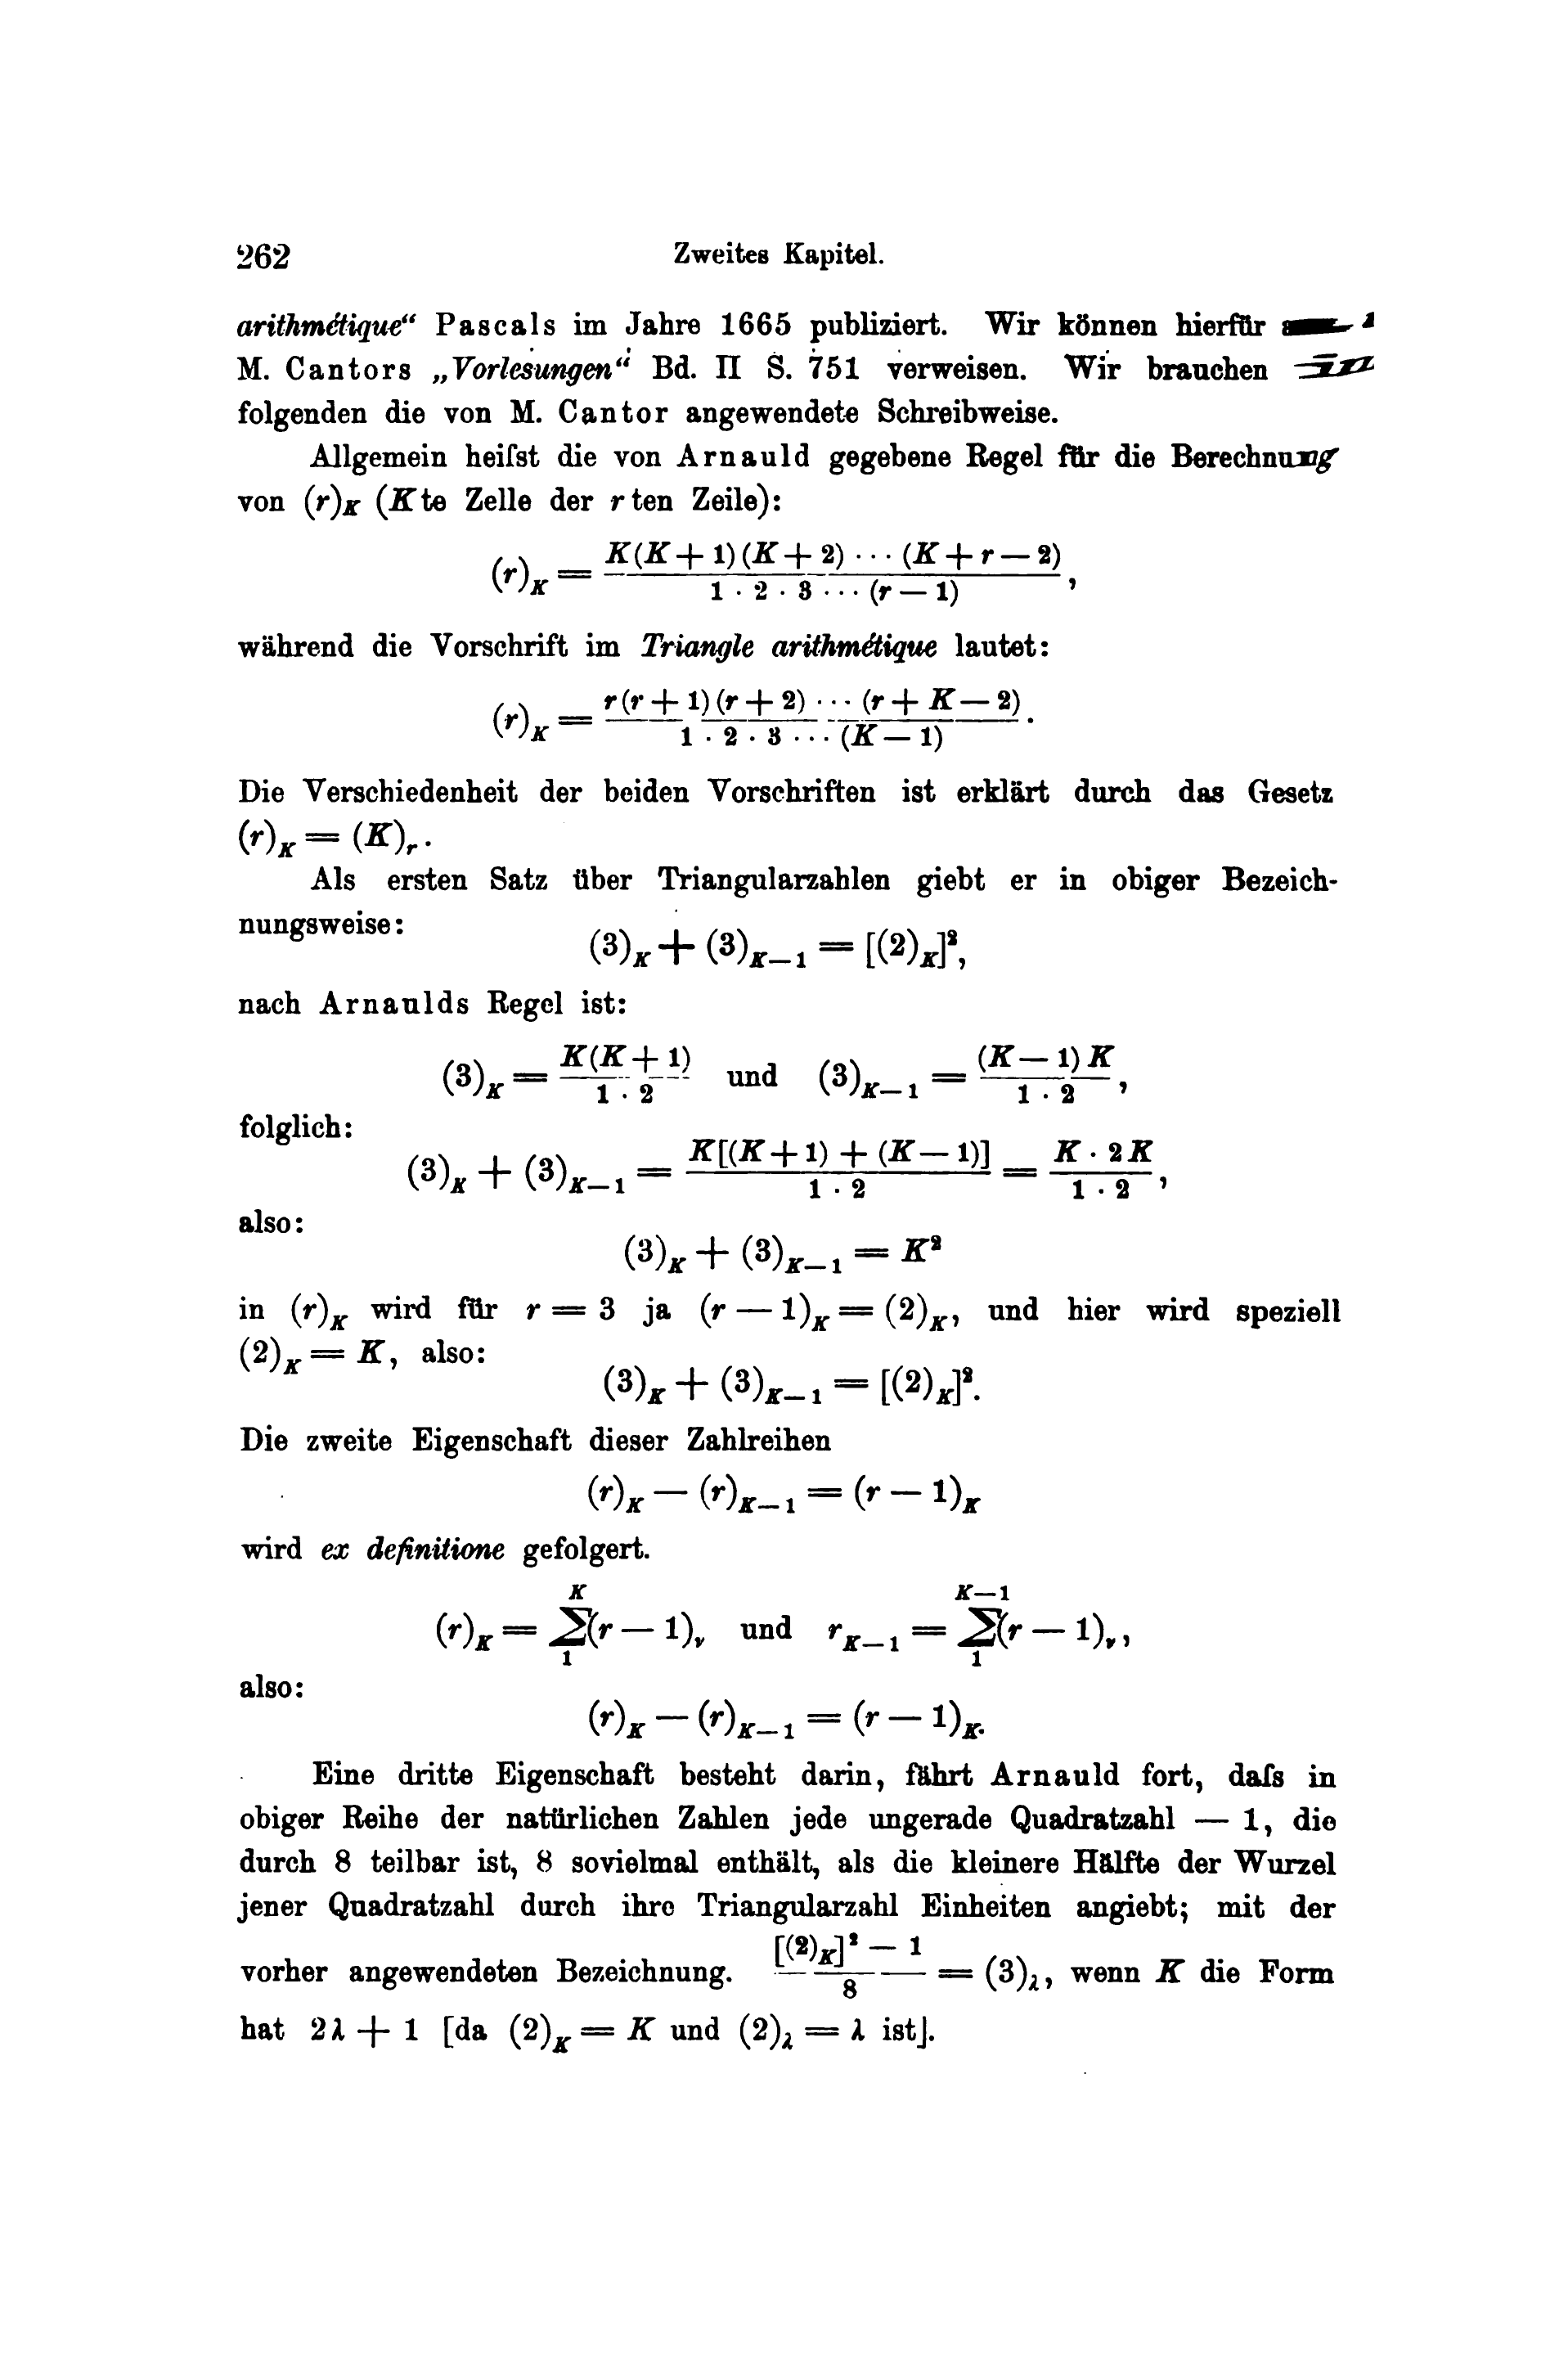 262 Zweites Kapitel.
arithmétique“ Pascals im Jahre 1665 publiziert. Wir können hierfür
M. Cantors „Vorlesungen“ Bd. II S. 751 verweisen. Wir brauchen im
folgenden die von M. Cantor angewendete Schreibweise.
Allgemein heiſst die von Arnauld gegebene Regel für die Berechnung
von (r)_K (Kte Zelle der rten Zeile):
(r)_K = K(K + 1)(K + 2) ··· (K + r — 2) / 1 · 2 · 3 ··· (r — 1),
während die Vorschrift im Triangle arithmétique lautet:
(r)_K = r(r + 1)(r + 2) ··· (r + K — 2) / 1 · 2 · 3 ··· (K — 1).
Die Verschiedenheit der beiden Vorschriften ist erklärt durch das Gesetz
(r)_K = (K)_r.
Als ersten Satz über Triangularzahlen giebt er in obiger Bezeich-
nungsweise:
(3)_K + (3)_{K—1} = [(2)_K]²,
nach Arnaulds Regel ist:
(3)_K = K(K + 1) / 1 · 2 und (3)_{K—1} = (K — 1) K / 1 · 2,
folglich:
(3)_K + (3)_{K—1} = K[(K + 1) + (K — 1)] / 1 · 2 = K · 2K / 1 · 2,
also:
(3)_K + (3)_{K—1} = K²
in (r)_K wird für r = 3 ja (r — 1)_K = (2)_K, und hier wird speziell
(2)_K = K, also:
(3)_K + (3)_{K—1} = [(2)_K]².
Die zweite Eigenschaft dieser Zahlreihen
(r)_K — (r)_{K—1} = (r — 1)_K
wird ex definitione gefolgert.
(r)_K = ∑_1^K (r — 1)_ν und r_{K—1} = ∑_1^{K—1} (r — 1)_ν,
also:
(r)_K — (r)_{K—1} = (r — 1)_K.
Eine dritte Eigenschaft besteht darin, fährt Arnauld fort, daſs in
obiger Reihe der natürlichen Zahlen jede ungerade Quadratzahl — 1, die
durch 8 teilbar ist, 8 sovielmal enthält, als die kleinere Hälfte der Wurzel
jener Quadratzahl durch ihre Triangularzahl Einheiten angiebt; mit der
vorher angewendeten Bezeichnung. [(2)_K]² — 1 / 8 = (3)_λ, wenn K die Form
hat 2λ + 1 [da (2)_K = K und (2)_λ = λ ist].